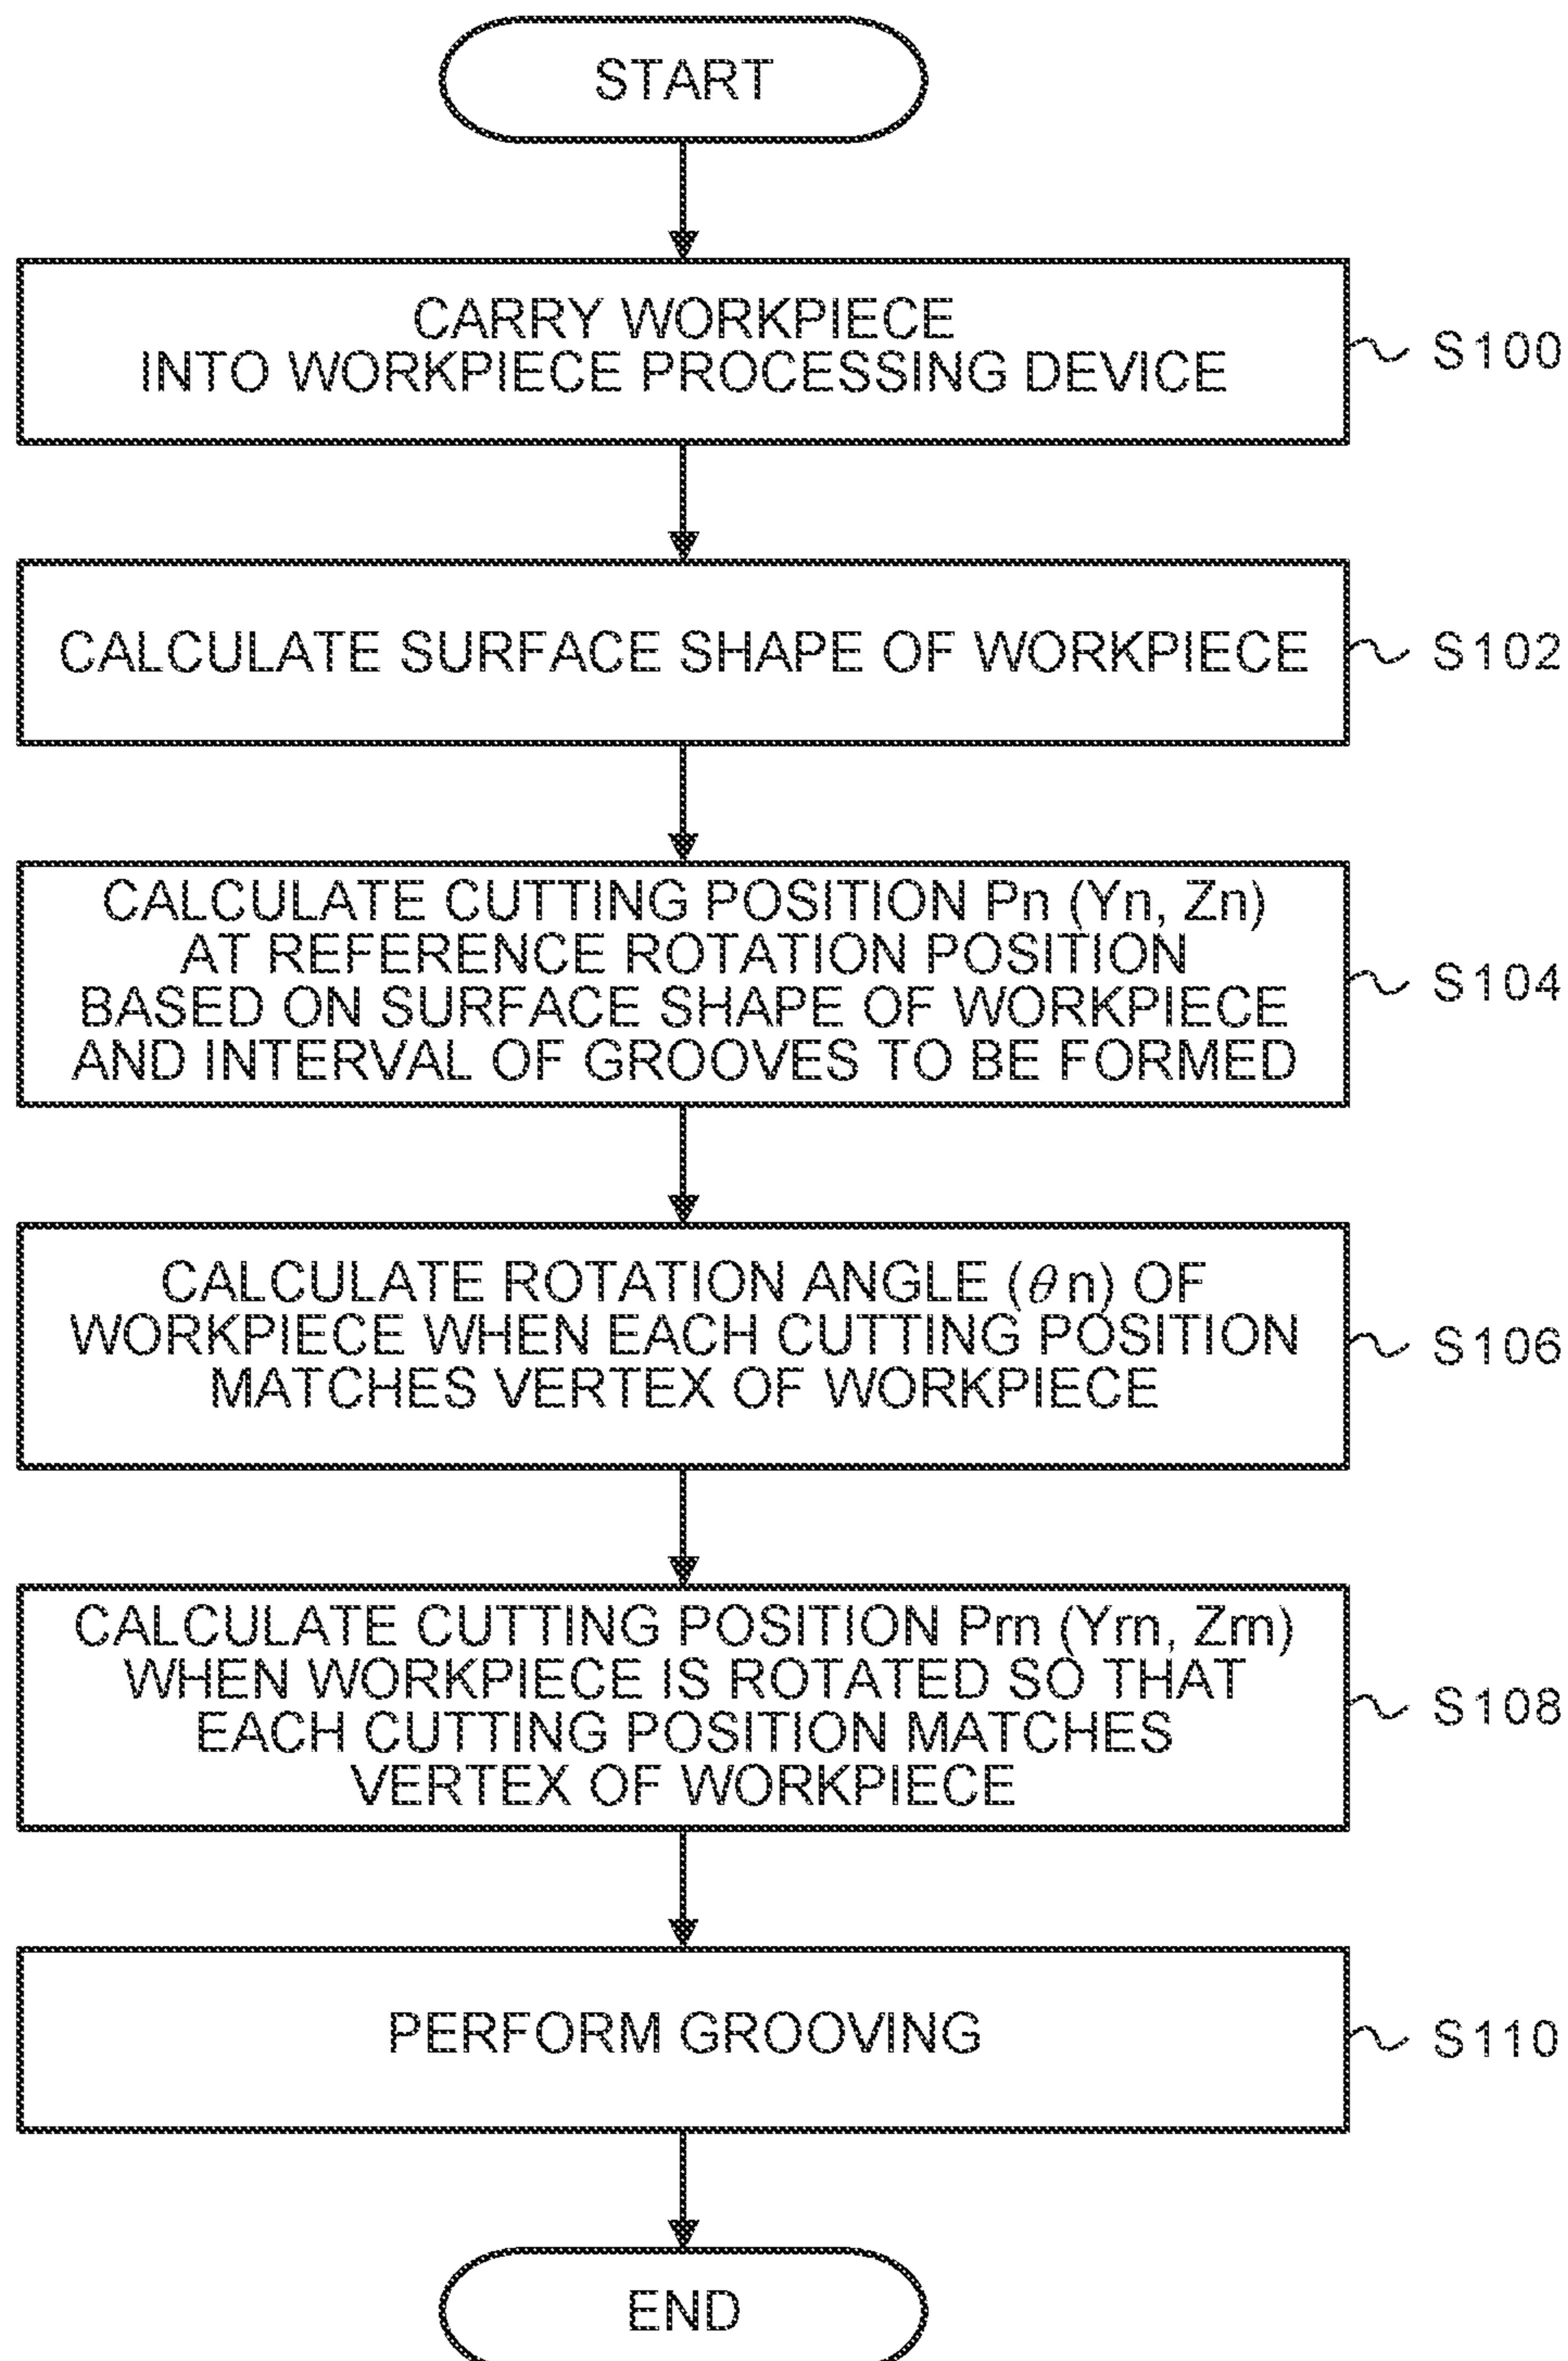 START
CARRY WORKPIECE
INTO WORKPIECE PROCESSING DEVICE
S100
CALCULATE SURFACE SHAPE OF WORKPIECE
S102
CALCULATE CUTTING POSITION Pn (Yn, Zn)
AT REFERENCE ROTATION POSITION
BASED ON SURFACE SHAPE OF WORKPIECE
AND INTERVAL OF GROOVES TO BE FORMED
S104
CALCULATE ROTATION ANGLE (θn) OF
WORKPIECE WHEN EACH CUTTING POSITION
MATCHES VERTEX OF WORKPIECE
S106
CALCULATE CUTTING POSITION Prn (Yrn, Zrn)
WHEN WORKPIECE IS ROTATED SO THAT
EACH CUTTING POSITION MATCHES
VERTEX OF WORKPIECE
S108
PERFORM GROOVING
S110
END